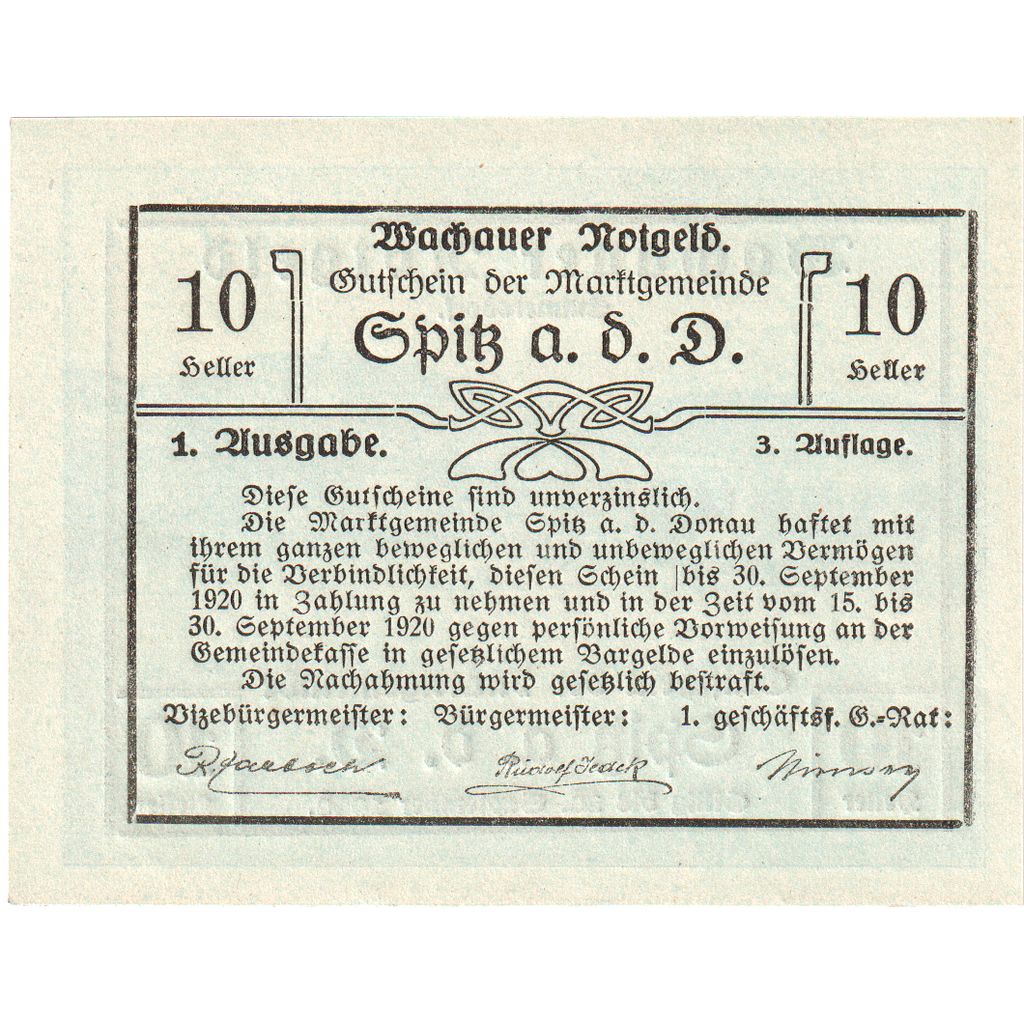 Wachauer Notgeld.
Gutschein der Marktgemeinde
10 Heller
Spitz a. d. D.
10 Heller
1. Ausgabe.
3. Auflage.
Diese Gutscheine sind unverzinslich.
Die Marktgemeinde Spitz a. d. Donau haftet mit
ihrem ganzen beweglichen und unbeweglichen Vermögen
für die Verbindlichkeit, diesen Schein bis 30. September
1920 in Zahlung zu nehmen und in der Zeit vom 15. bis
30. September 1920 gegen persönliche Vorweisung an der
Gemeindekasse in gesetzlichem Bargelde einzulösen.
Die Nachahmung wird gesetzlich bestraft.
Vizebürgermeister: Bürgermeister: 1. geschäftsf. G.-Rat:
Rudolf